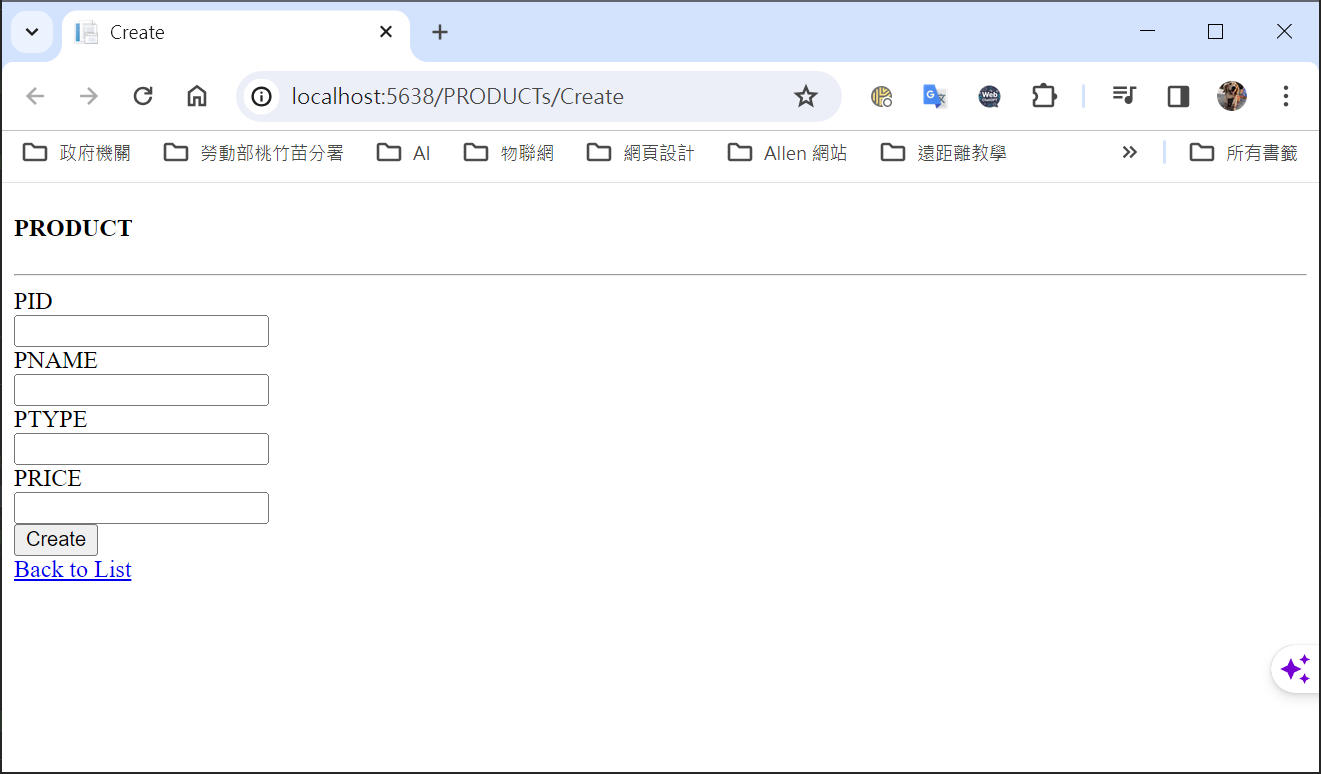 Create
localhost:5638/PRODUCTs/Create
政府機關 勞動部桃竹苗分署 AI 物聯網 網頁設計 Allen 網站 遠距離教學 所有書籤
PRODUCT
PID
PNAME
PTYPE
PRICE
Create
Back to List